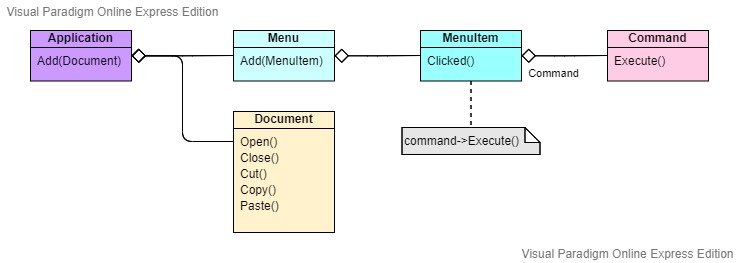 Visual Paradigm Online Express Edition
Application
Add(Document)
Menu
Add(MenuItem)
MenuItem
Clicked()
Command
Command
Execute()
command->Execute()
Document
Open()
Close()
Cut()
Copy()
Paste()
Visual Paradigm Online Express Edition